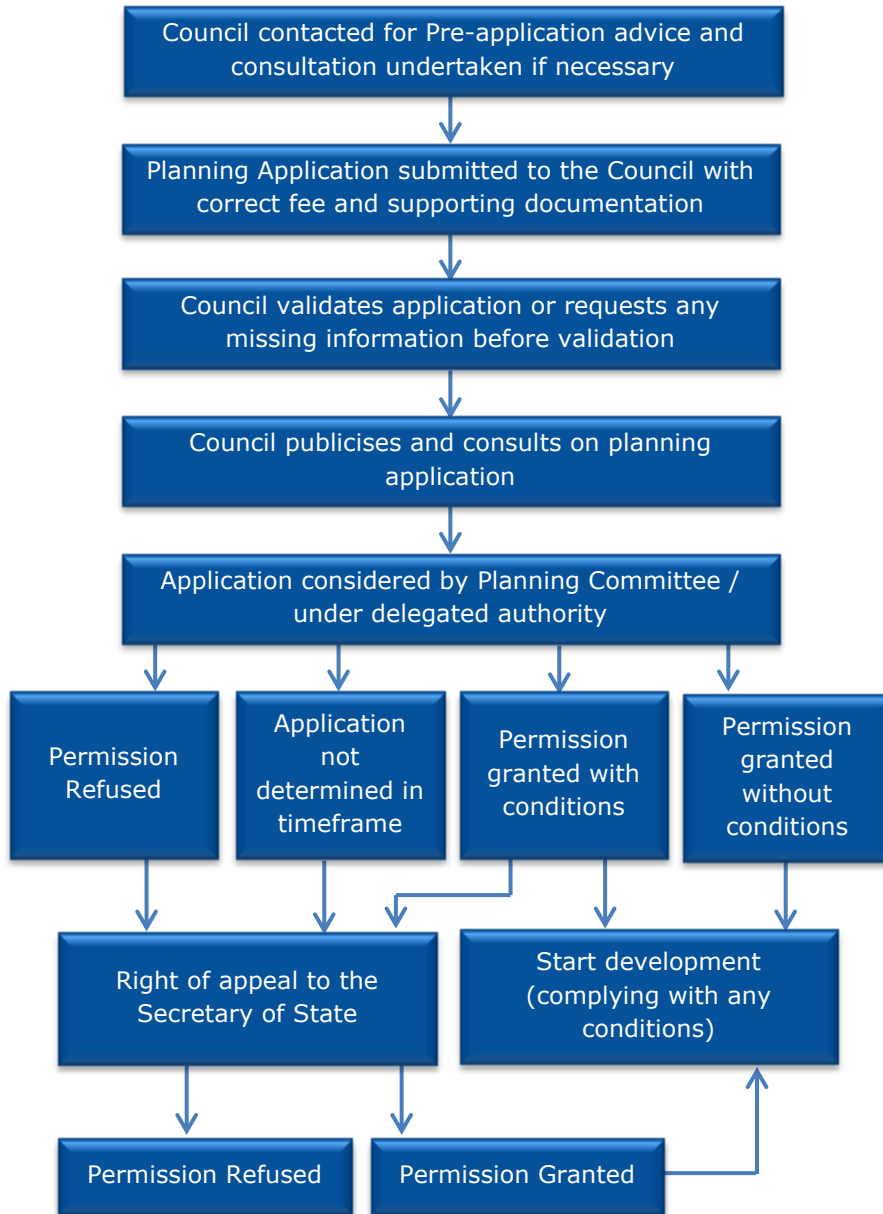 Council contacted for Pre-application advice and
consultation undertaken if necessary
Planning Application submitted to the Council with
correct fee and supporting documentation
Council validates application or requests any
missing information before validation
Council publicises and consults on planning
application
Application considered by Planning Committee /
under delegated authority
Permission
Refused
Application
not
determined in
timeframe
Permission
granted with
conditions
Permission
granted
without
conditions
Right of appeal to the
Secretary of State
Start development
(complying with any
conditions)
Permission Refused
Permission Granted